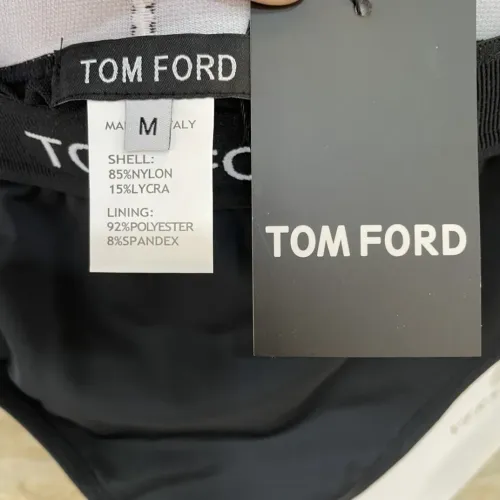 TOM FORD
M
SHELL:
85%NYLON
15%LYCRA
LINING:
92%POLYESTER
8%SPANDEX
TOM FORD